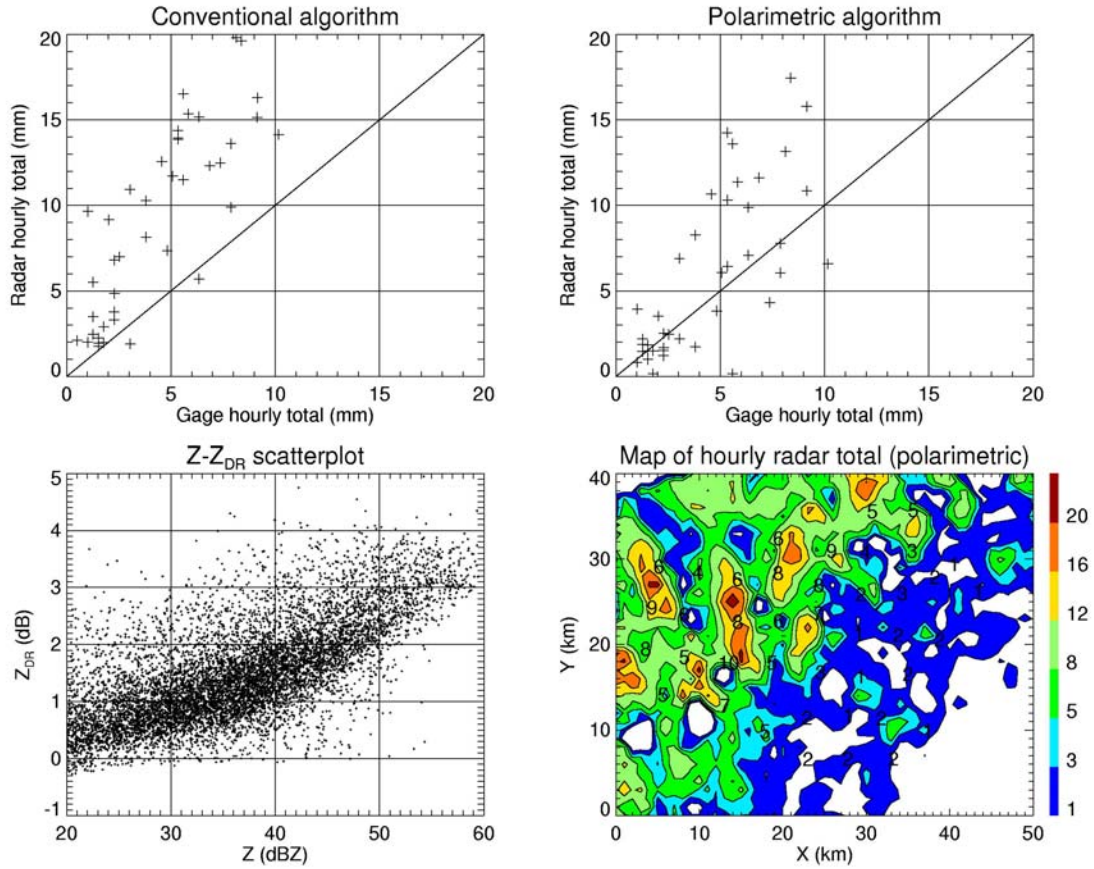 Conventional algorithm
Radar hourly total (mm)
20
15
10
5
0
0 5 10 15 20
Gage hourly total (mm)
Polarimetric algorithm
Radar hourly total (mm)
20
15
10
5
0
0 5 10 15 20
Gage hourly total (mm)
Z-ZDR scatterplot
ZDR (dB)
5
4
3
2
1
0
-1
20 30 40 50 60
Z (dBZ)
Map of hourly radar total (polarimetric)
Y (km)
40
30
20
10
0
0 10 20 30 40 50
X (km)
20
16
12
8
5
3
1